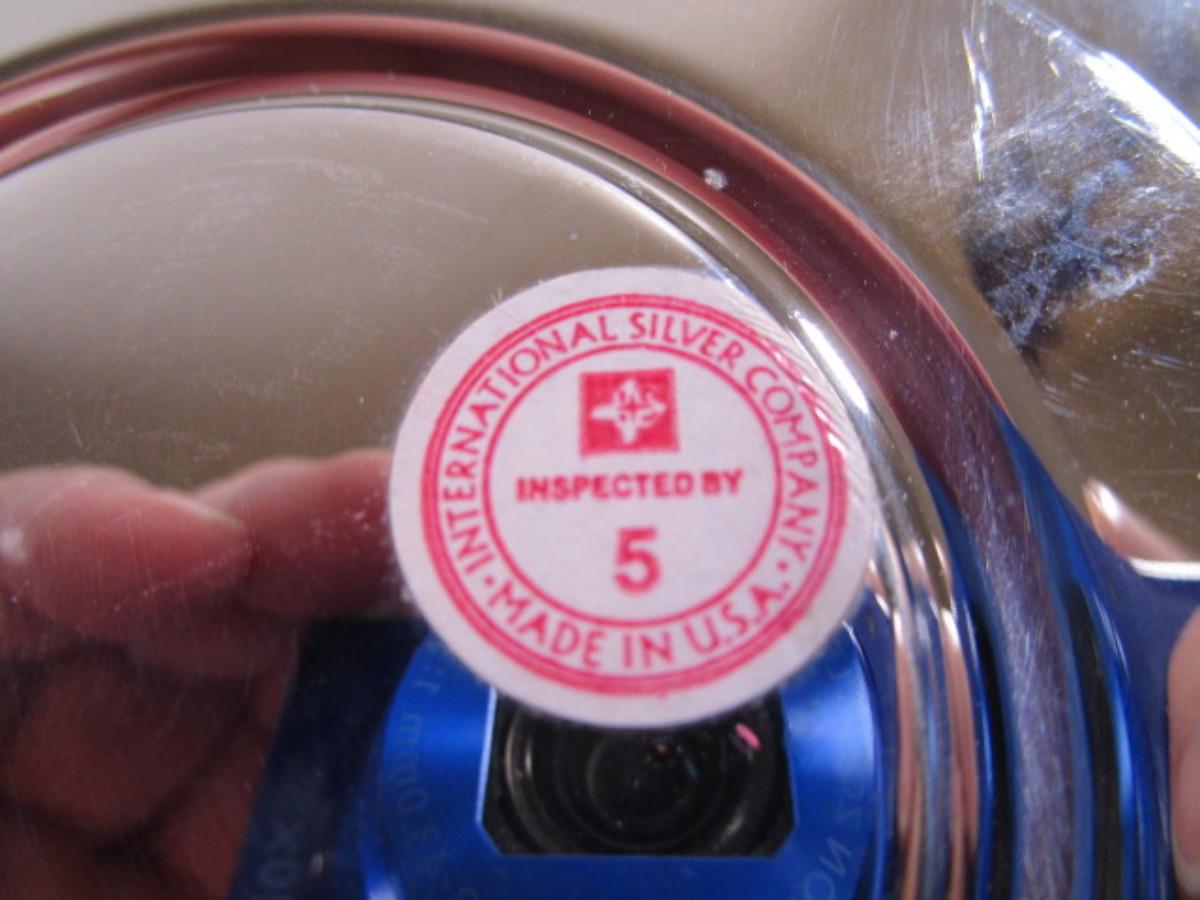 INTERNATIONAL SILVER COMPANY
INSPECTED BY
5
• MADE IN U.S.A. •